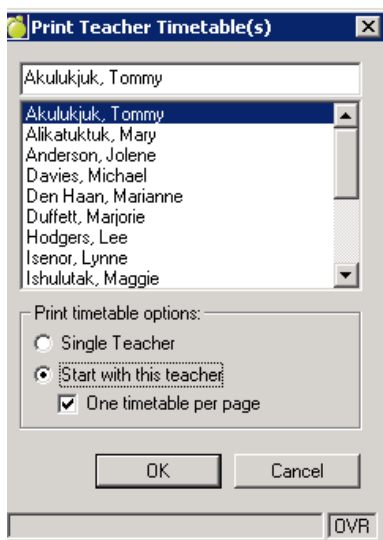 Print Teacher Timetable(s)
Akulukjuk, Tommy
Akulukjuk, Tommy
Alikatuktuk, Mary
Anderson, Jolene
Davies, Michael
Den Haan, Marianne
Duffett, Marjorie
Hodgers, Lee
Isenor, Lynne
Ishulutak, Maggie
Print timetable options:
Single Teacher
Start with this teacher
One timetable per page
OK Cancel
OVR